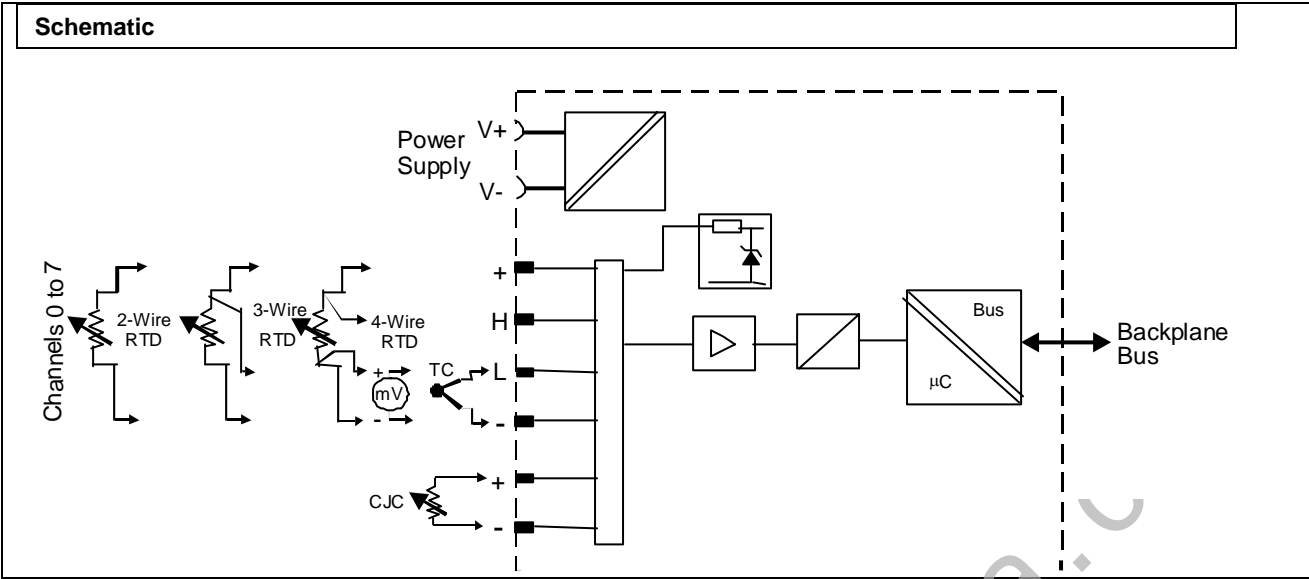 Schematic
Power
Supply
V+
V-
Channels 0 to 7
2-Wire
RTD
3-Wire
RTD
4-Wire
RTD
+
mV
-
TC
+
H
L
-
CJC
+
-
Bus
µC
Backplane
Bus